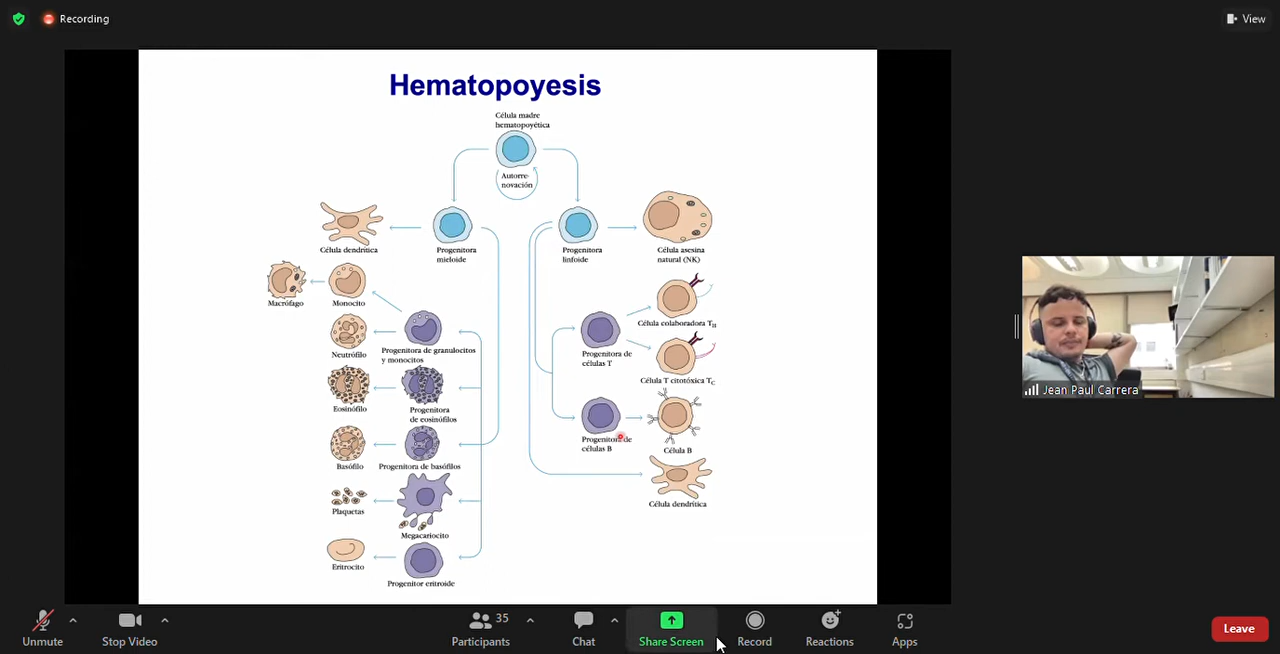 Recording
View
Hematopoyesis
Célula madre
hematopoyética
Autorre-
novación
Célula dendrítica
Progenitora
mieloide
Progenitora
linfoide
Célula asesina
natural (NK)
Macrófago
Monocito
Célula colaboradora TH
Neutrófilo
Progenitora de granulocitos
y monocitos
Progenitora de
células T
Célula T citotóxica TC
Eosinófilo
Progenitora
de eosinófilos
Progenitora de
células B
Célula B
Basófilo
Progenitora de basófilos
Célula dendrítica
Plaquetas
Megacariocito
Eritrocito
Progenitor eritroide
Jean Paul Carrera
Unmute
Stop Video
Participants
35
Chat
Share Screen
Record
Reactions
Apps
Leave